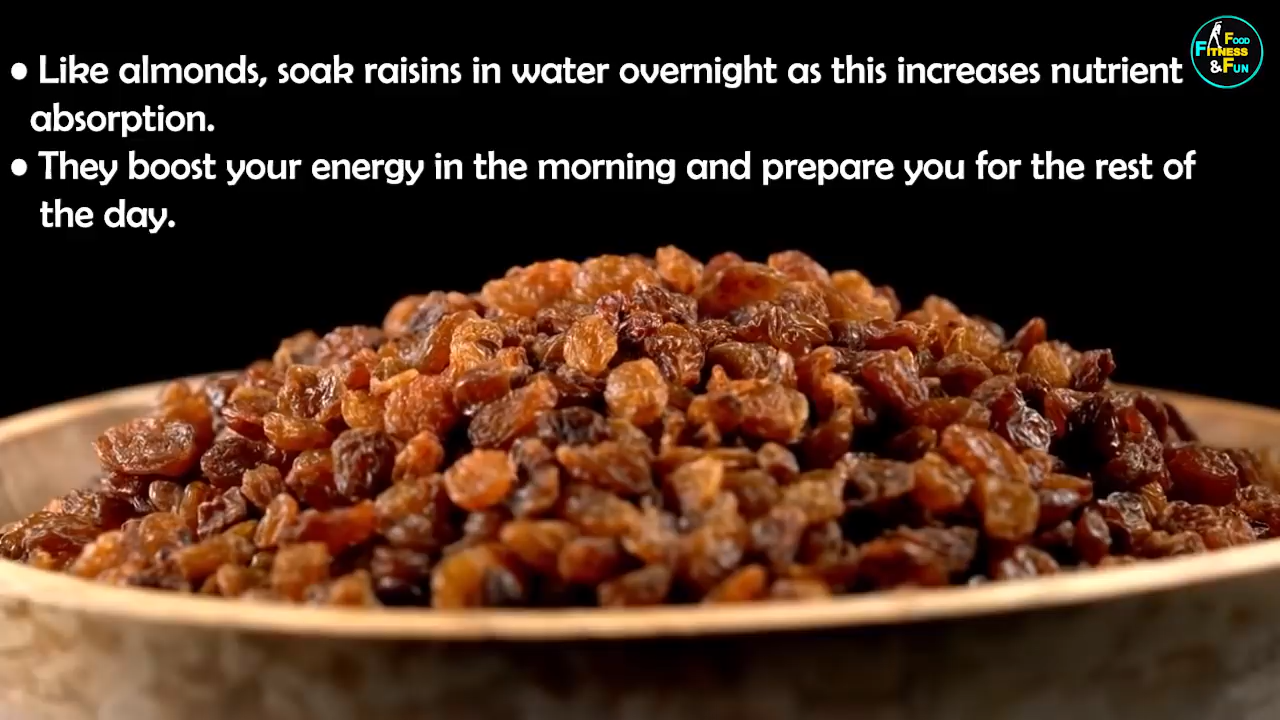 • Like almonds, soak raisins in water overnight as this increases nutrient
absorption.
• They boost your energy in the morning and prepare you for the rest of
the day.
FOOD
FITNESS
&FUN